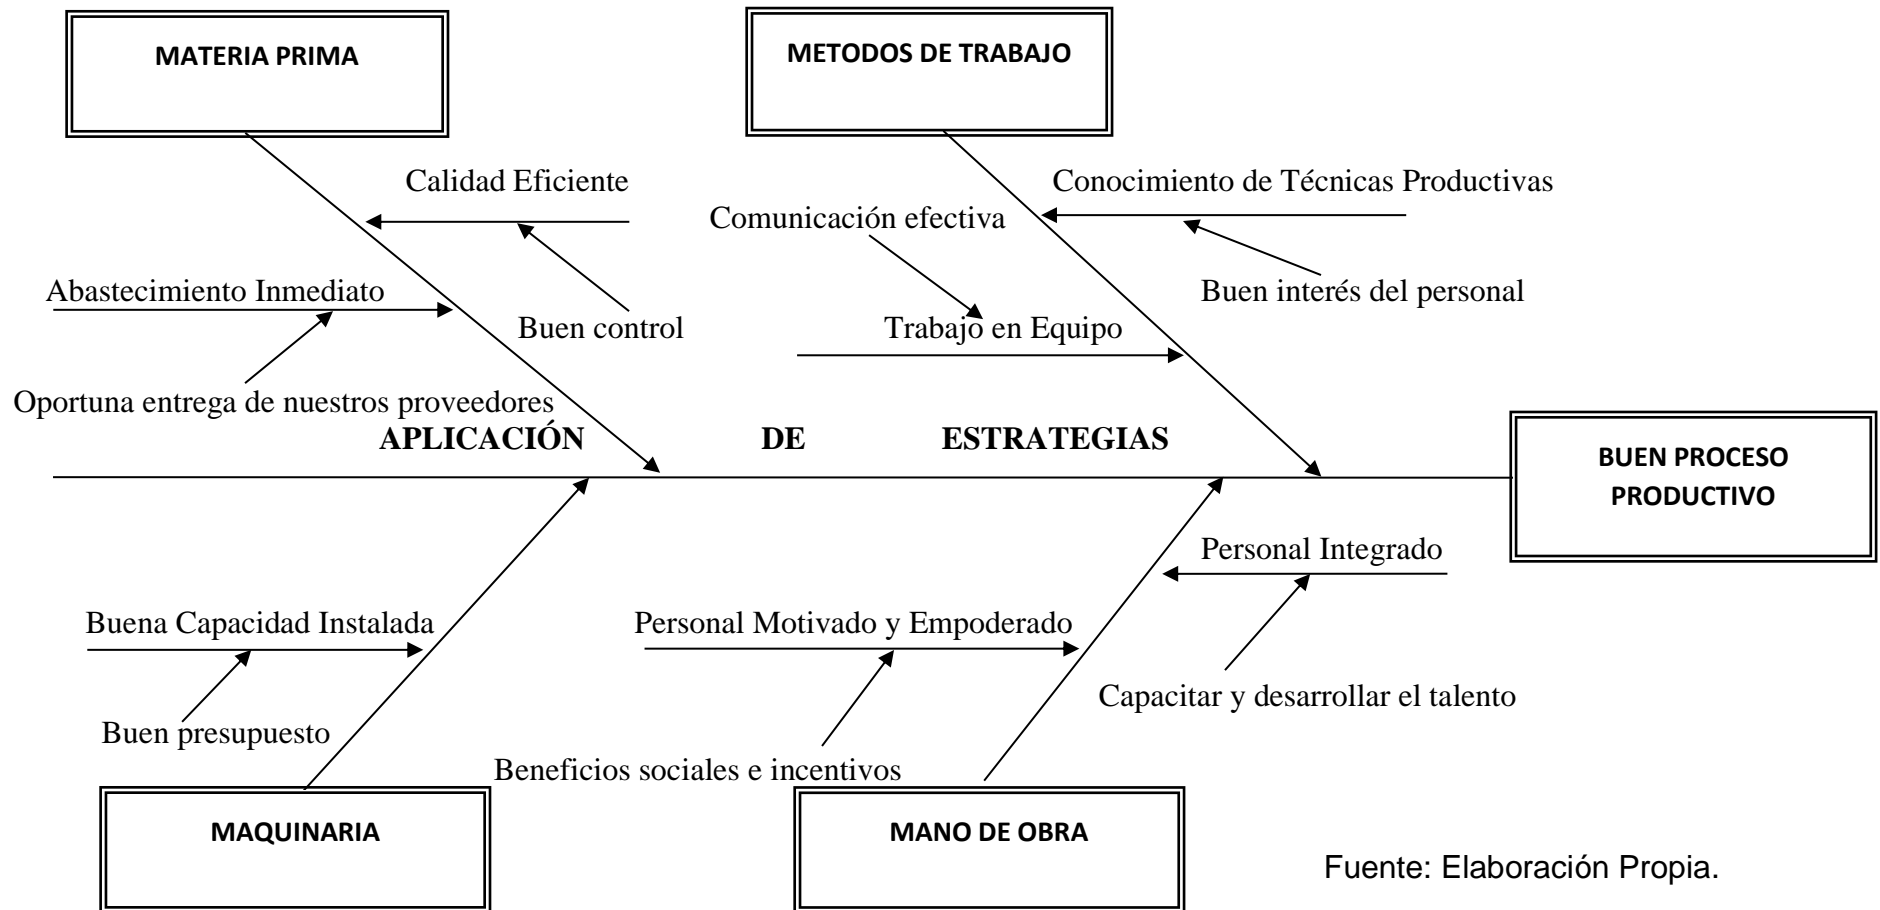 MATERIA PRIMA
METODOS DE TRABAJO
Calidad Eficiente
Conocimiento de Técnicas Productivas
Comunicación efectiva
Abastecimiento Inmediato
Buen interés del personal
Buen control
Trabajo en Equipo
Oportuna entrega de nuestros proveedores
APLICACIÓN DE ESTRATEGIAS
BUEN PROCESO
PRODUCTIVO
Personal Integrado
Buena Capacidad Instalada
Personal Motivado y Empoderado
Capacitar y desarrollar el talento
Buen presupuesto
Beneficios sociales e incentivos
MAQUINARIA
MANO DE OBRA
Fuente: Elaboración Propia.